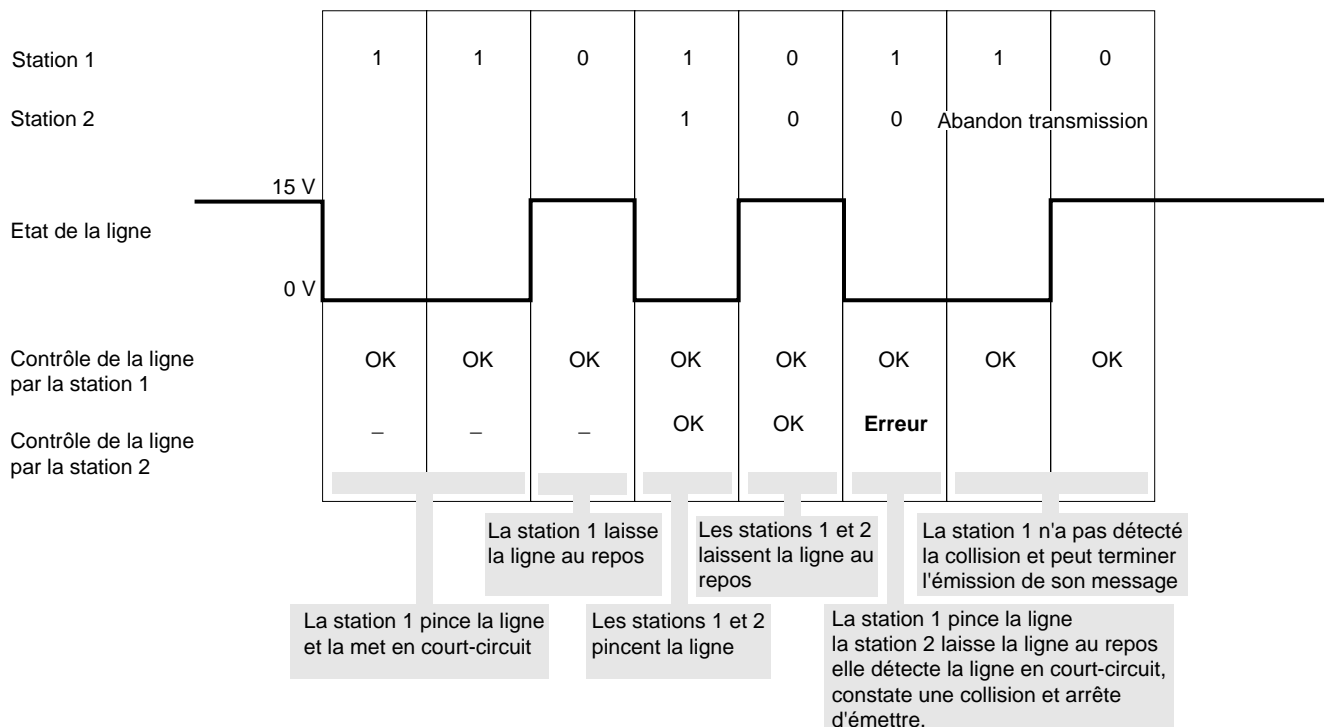 Station 1 1 1 0 1 0 1 1 0
Station 2 1 0 0 Abandon transmission
15 V
Etat de la ligne
0 V
Contrôle de la ligne
par la station 1
OK OK OK OK OK OK OK OK
Contrôle de la ligne
par la station 2
_ _ _ OK OK Erreur
La station 1 laisse
la ligne au repos
Les stations 1 et 2
laissent la ligne au
repos
La station 1 n'a pas détecté
la collision et peut terminer
l'émission de son message
La station 1 pince la ligne
et la met en court-circuit
Les stations 1 et 2
pincent la ligne
La station 1 pince la ligne
la station 2 laisse la ligne au repos
elle détecte la ligne en court-circuit,
constate une collision et arrête
d'émettre.